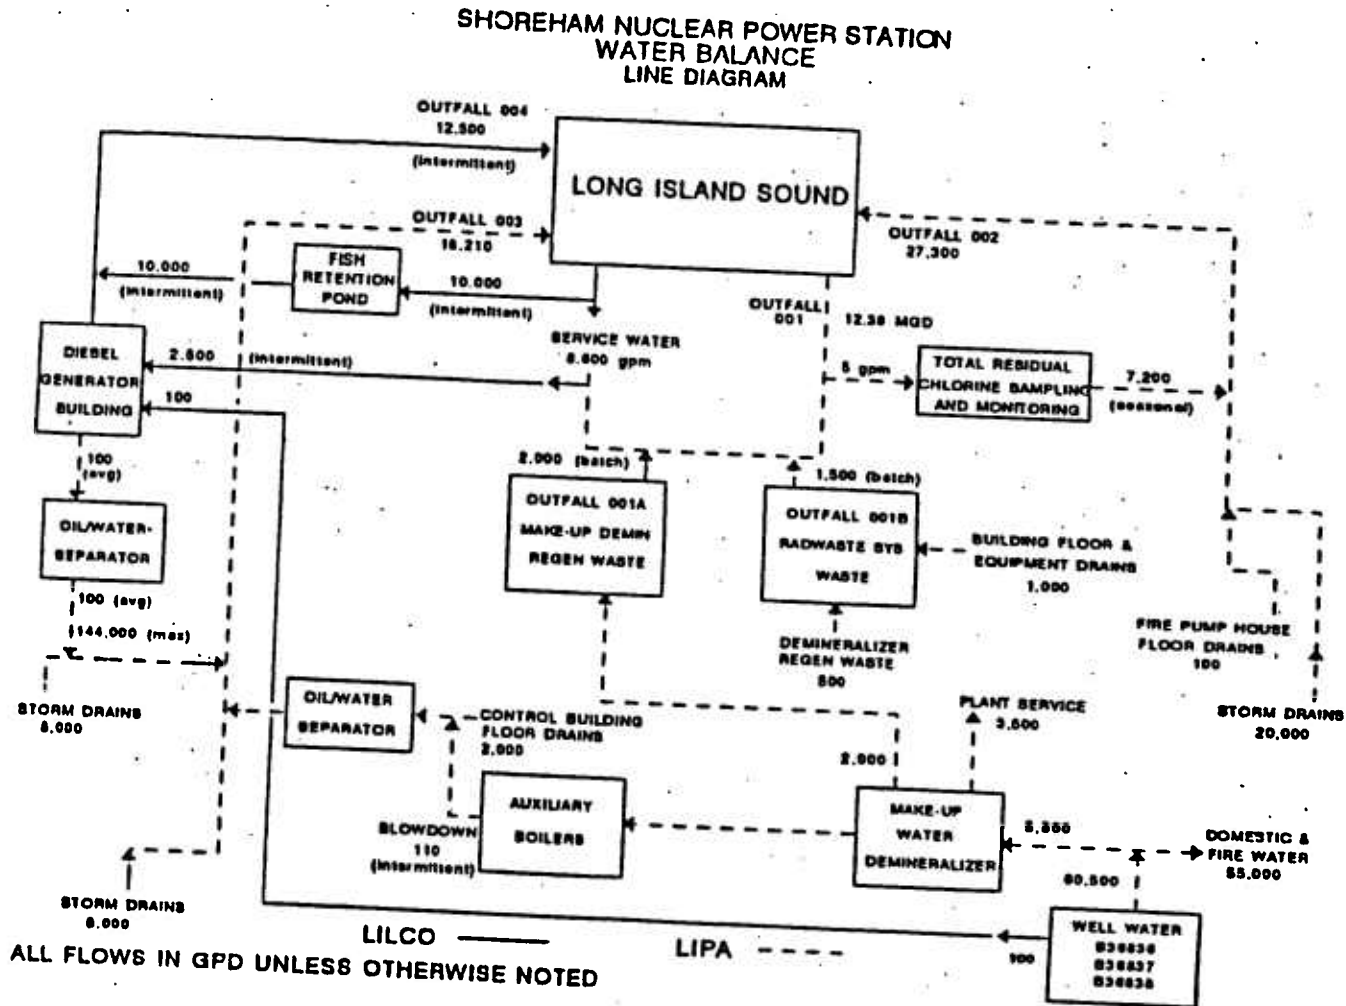 SHOREHAM NUCLEAR POWER STATION
WATER BALANCE
LINE DIAGRAM
OUTFALL 004
12,500
(intermittent)
LONG ISLAND SOUND
OUTFALL 003
16,210
OUTFALL 002
27,300
10,000
(intermittent)
FISH
RETENTION
POND
10,000
(intermittent)
OUTFALL
001
12.38 MGD
SERVICE WATER
8,600 gpm
DIESEL
GENERATOR
BUILDING
2,500 (intermittent)
100
5 gpm
TOTAL RESIDUAL
CHLORINE SAMPLING
AND MONITORING
7,200
(seasonal)
100
(avg)
2,000 (batch)
1,500 (batch)
OIL/WATER-
SEPARATOR
OUTFALL 001A
MAKE-UP DEMIN
REGEN WASTE
OUTFALL 001B
RADWASTE SYS
WASTE
BUILDING FLOOR &
EQUIPMENT DRAINS
1,000
100 (avg)
144,000 (max)
DEMINERALIZER
REGEN WASTE
500
FIRE PUMP HOUSE
FLOOR DRAINS
100
STORM DRAINS
8,000
OIL/WATER
SEPARATOR
CONTROL BUILDING
FLOOR DRAINS
2,000
PLANT SERVICE
3,500
STORM DRAINS
20,000
2,000
BLOWDOWN
110
(intermittent)
AUXILIARY
BOILERS
MAKE-UP
WATER
DEMINERALIZER
5,500
DOMESTIC &
FIRE WATER
55,000
60,500
STORM DRAINS
6,000
WELL WATER
100
LILCO
LIPA
ALL FLOWS IN GPD UNLESS OTHERWISE NOTED